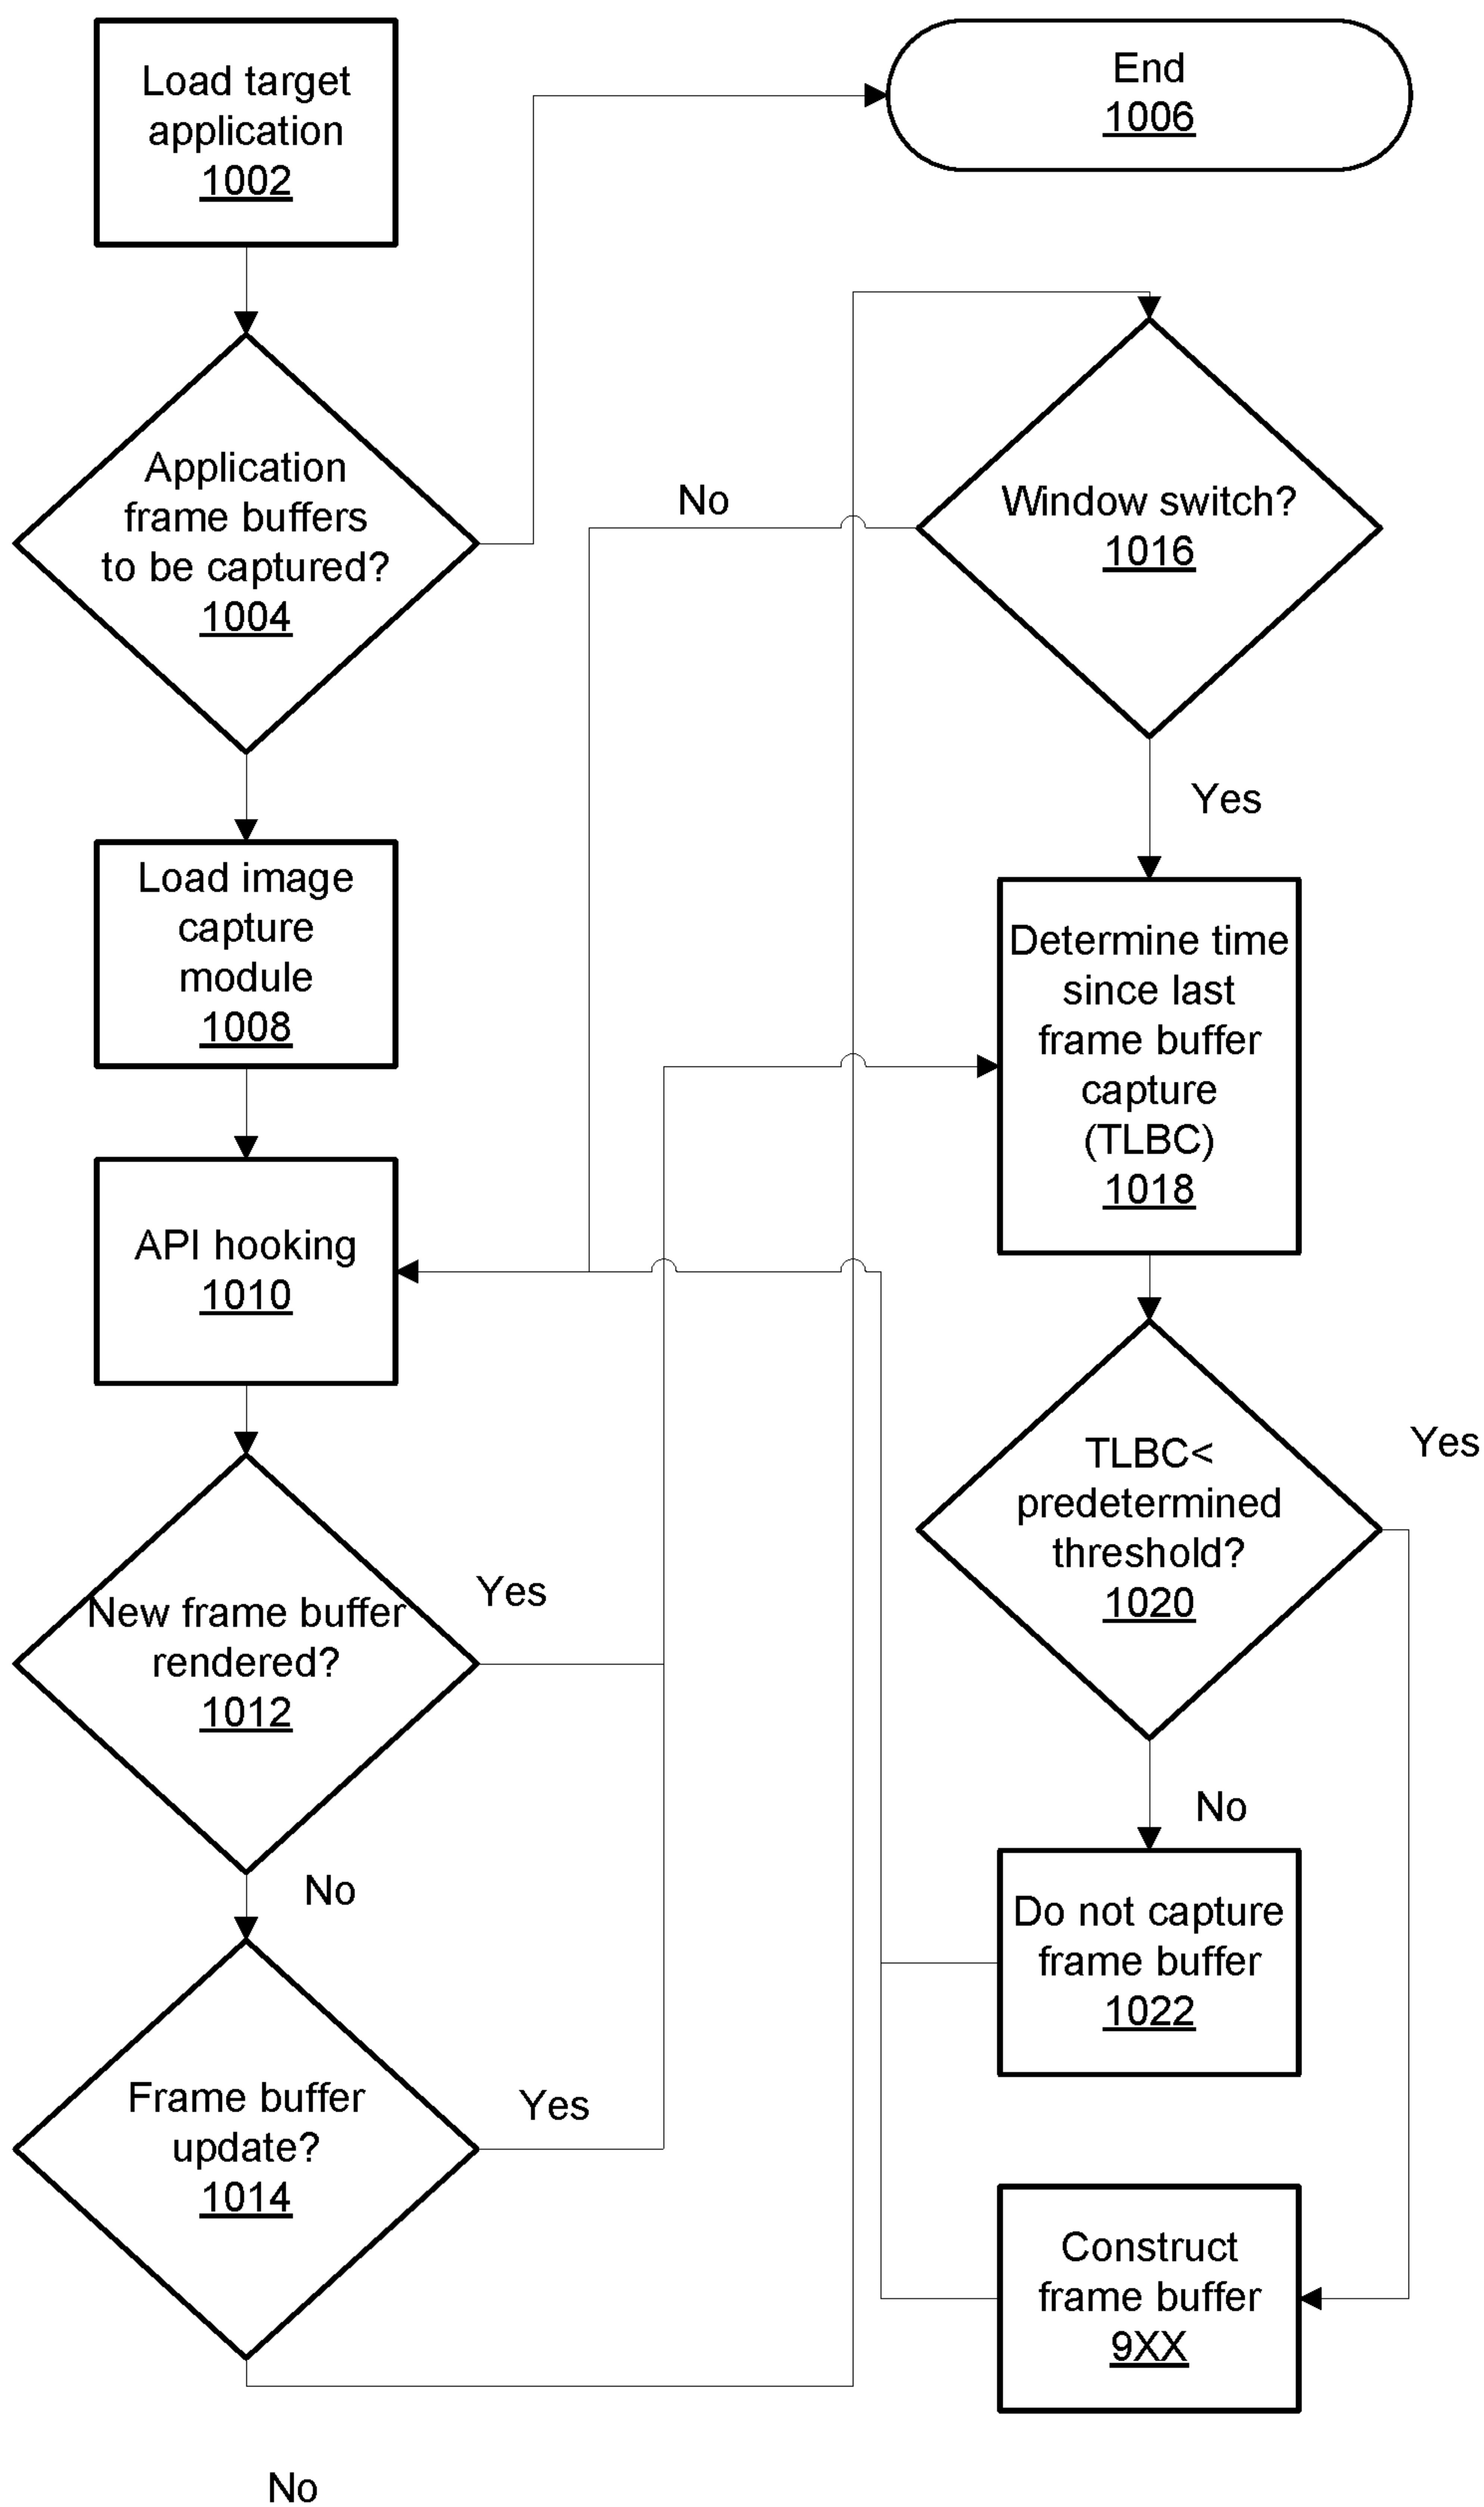 Load target
application
1002
End
1006
Application
frame buffers
to be captured?
1004
No
Window switch?
1016
Yes
Load image
capture
module
1008
Determine time
since last
frame buffer
capture
(TLBC)
1018
API hooking
1010
TLBC<
predetermined
threshold?
1020
Yes
New frame buffer
rendered?
1012
Yes
No
No
Do not capture
frame buffer
1022
Frame buffer
update?
1014
Yes
Construct
frame buffer
9XX
No